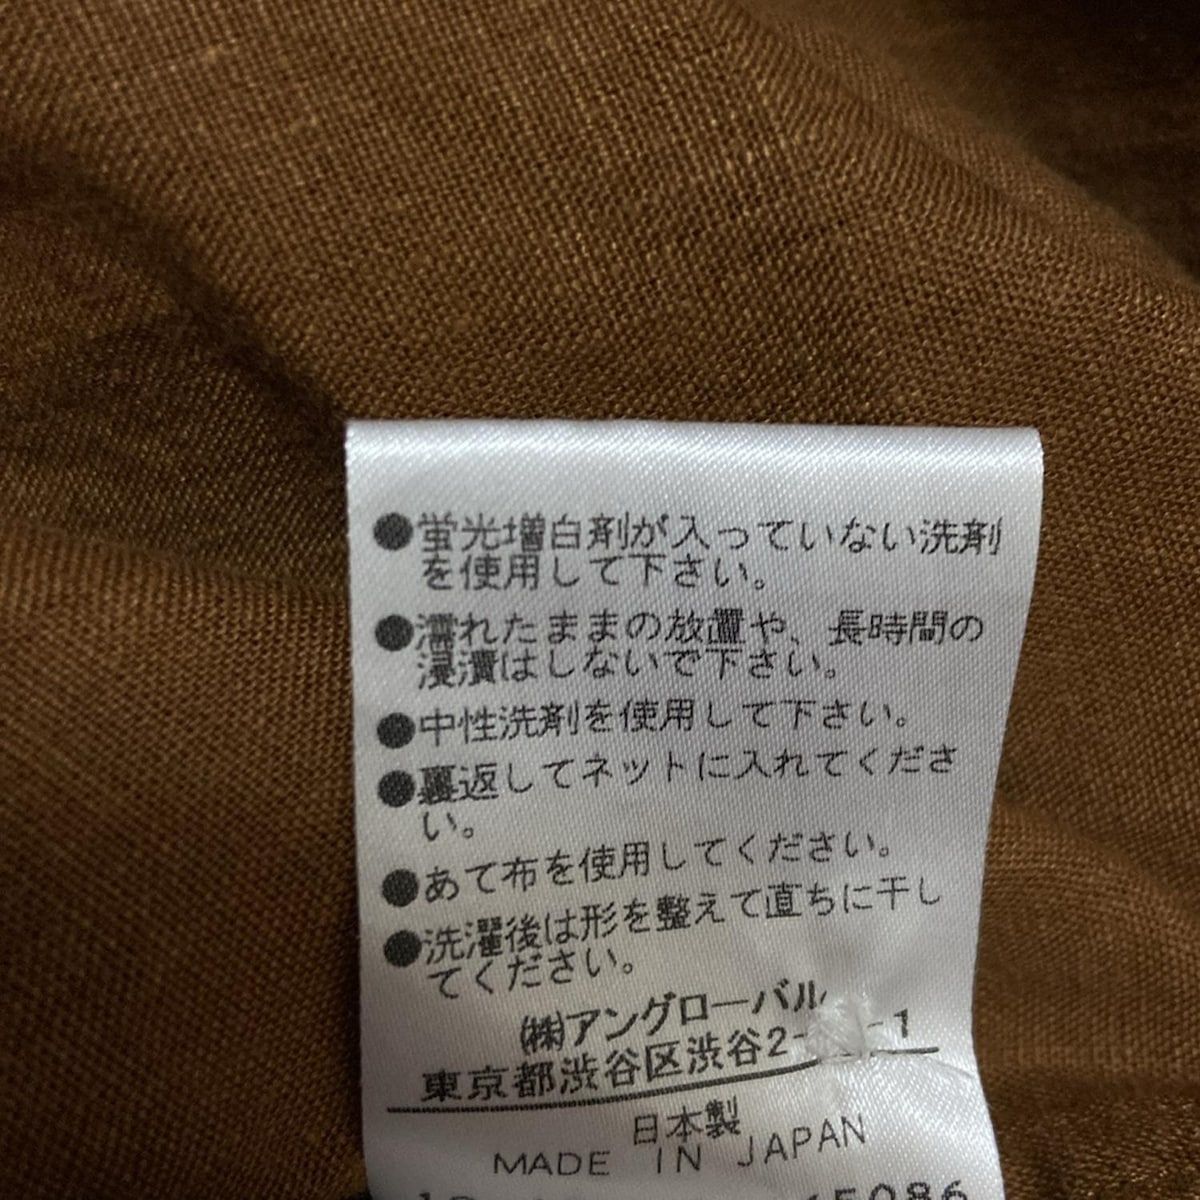 ●蛍光増白剤が入っていない洗剤
を使用して下さい。
●濡れたままの放置や、長時間の
浸漬はしないで下さい。
●中性洗剤を使用して下さい。
●裏返してネットに入れてくださ
い。
●あて布を使用してください。
●洗濯後は形を整えて直ちに干し
てください。
㈱アングローバル
東京都渋谷区渋谷2- -1
日本製
MADE IN JAPAN